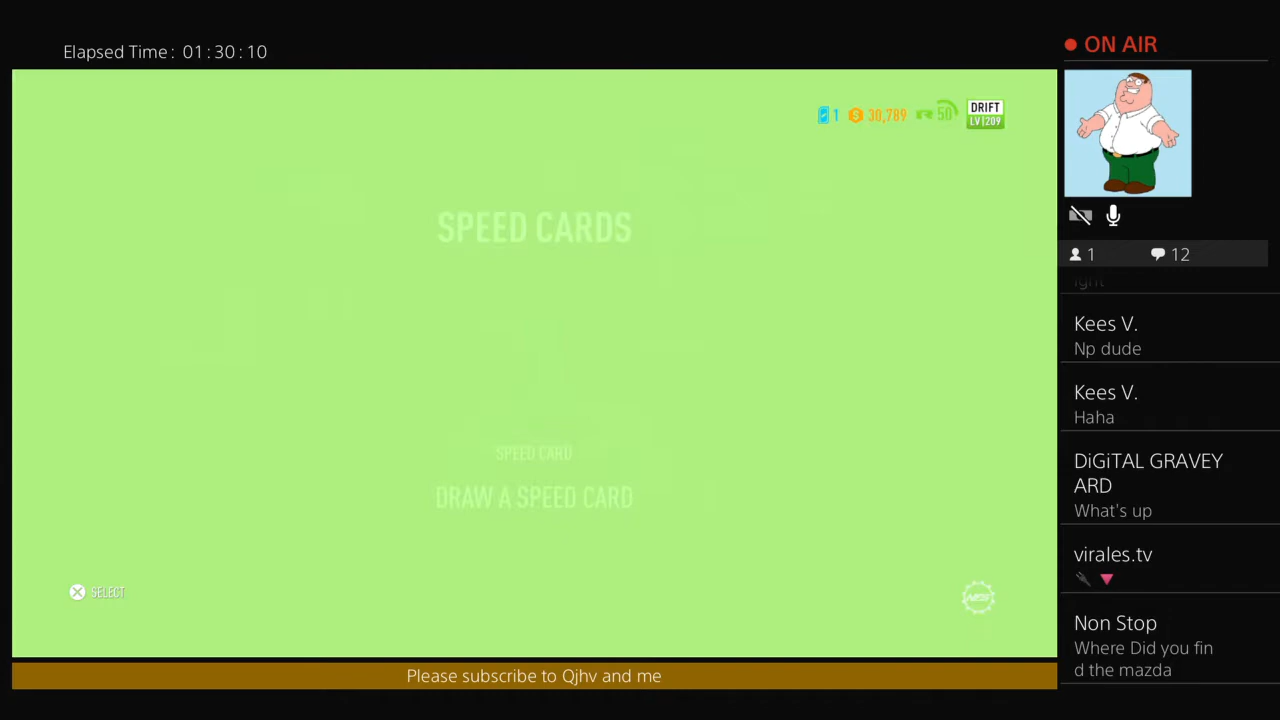 Elapsed Time: 01:30:10
ON AIR
1 30,789 50 DRIFT
LV|209
SPEED CARDS
SPEED CARD
DRAW A SPEED CARD
SELECT
NFS
Please subscribe to Qjhv and me
1 12
ight
Kees V.
Np dude
Kees V.
Haha
DiGiTAL GRAVEY
ARD
What's up
virales.tv
Non Stop
Where Did you fin
d the mazda